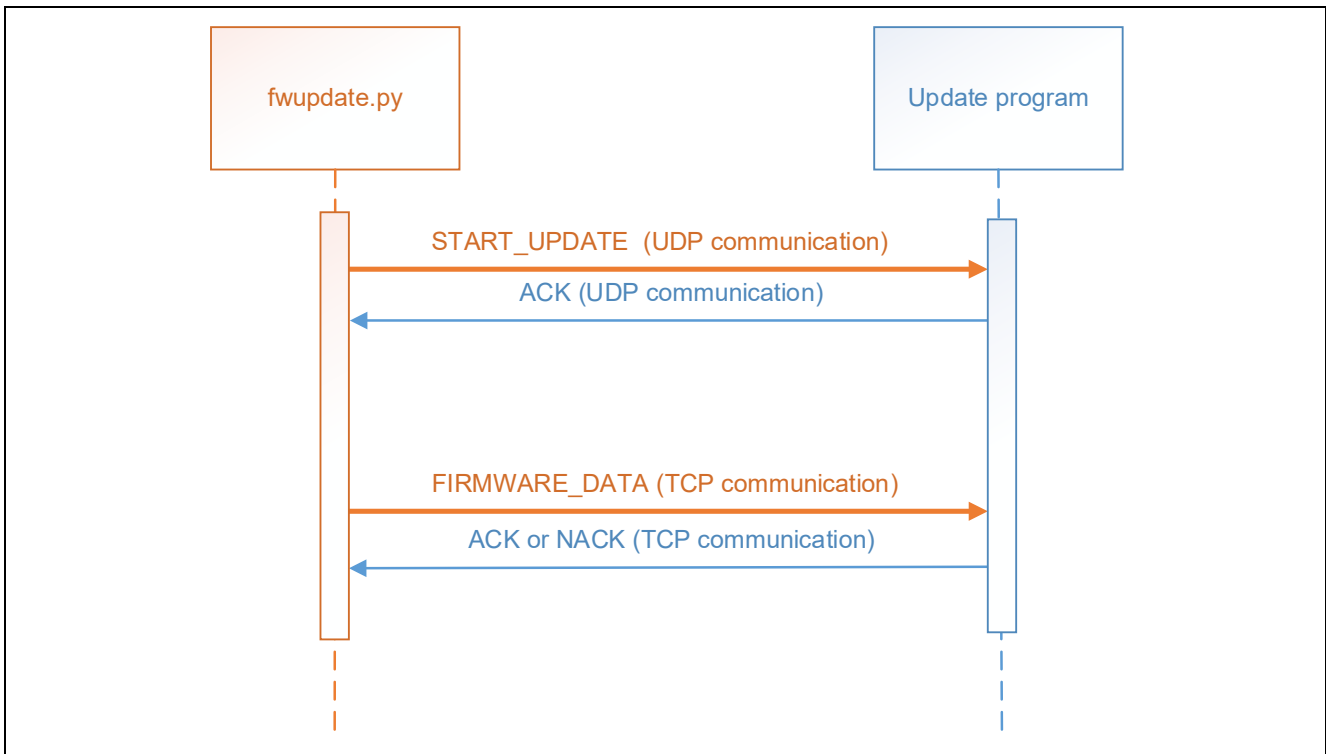 fwupdate.py
Update program
START_UPDATE (UDP communication)
ACK (UDP communication)
FIRMWARE_DATA (TCP communication)
ACK or NACK (TCP communication)